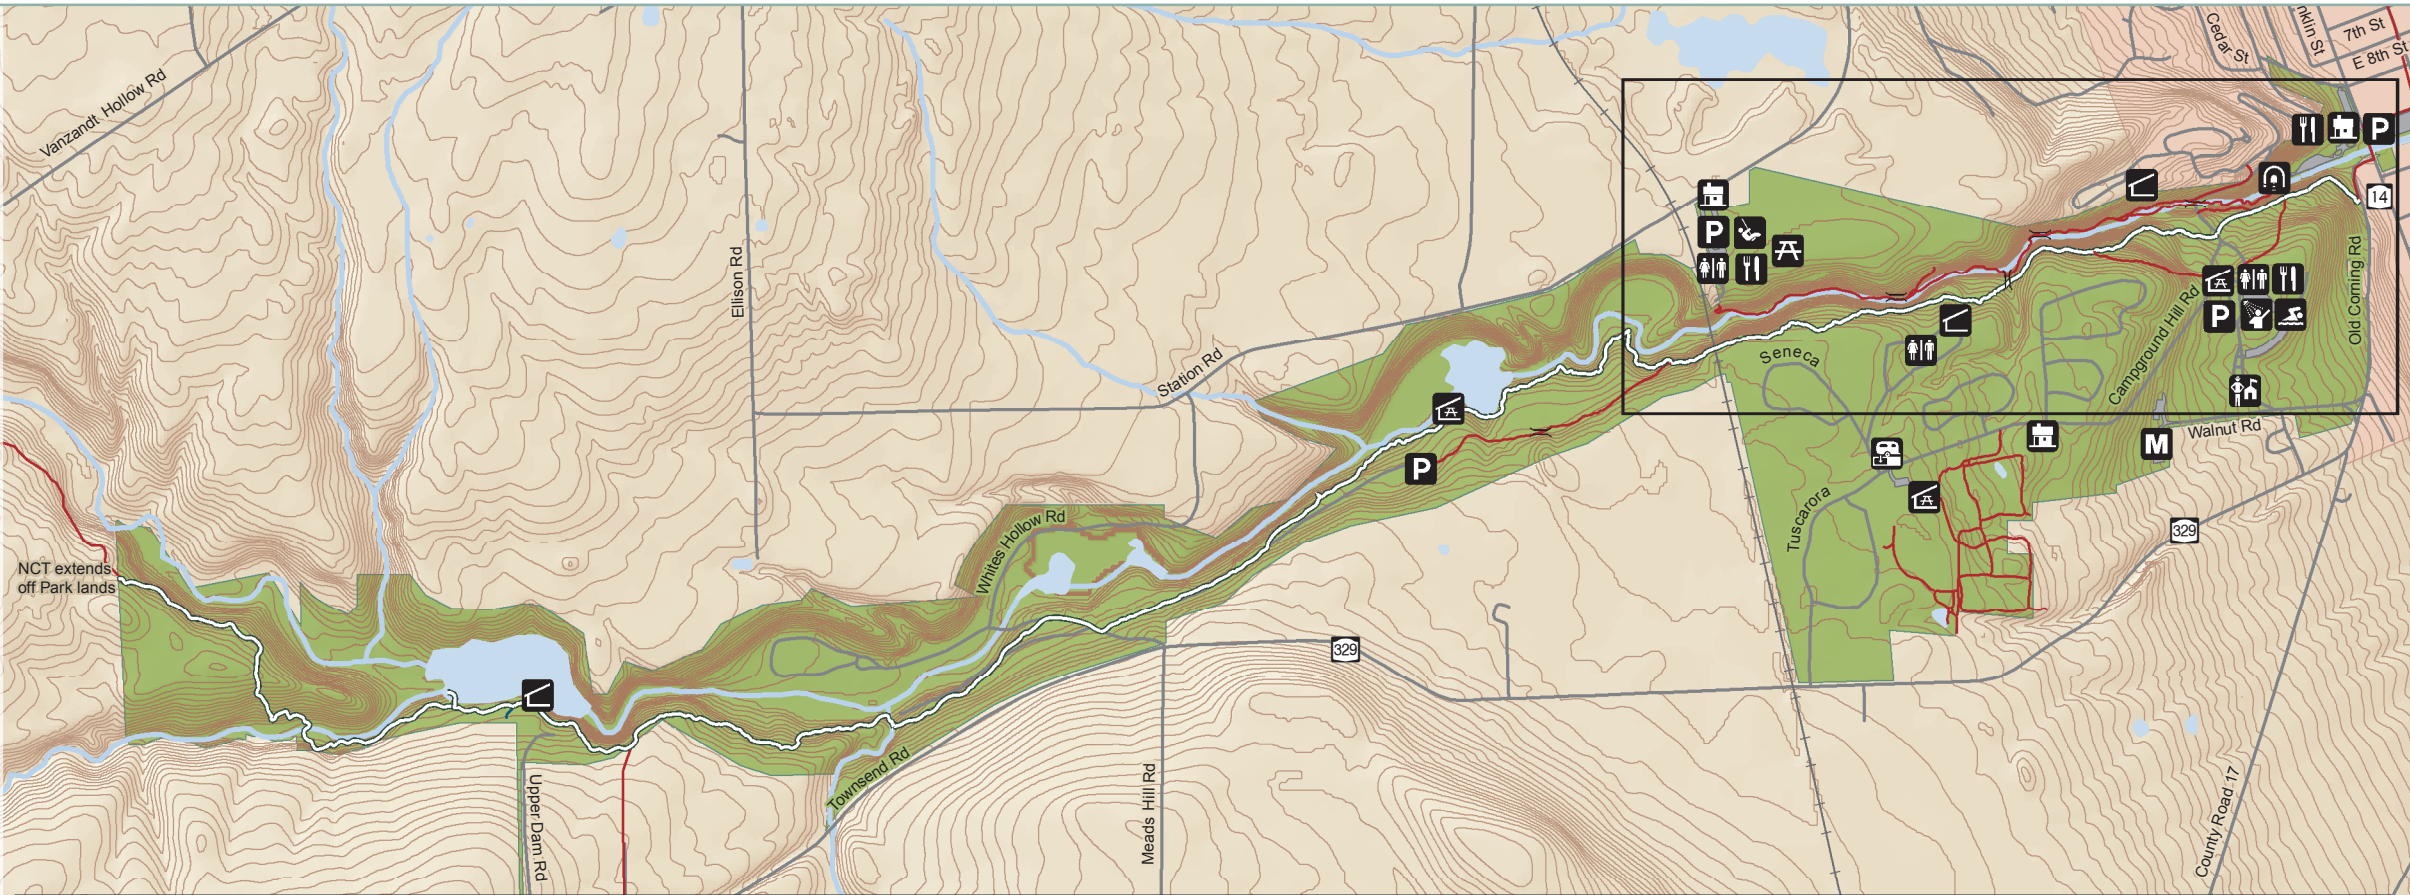 Vanzandt Hollow Rd
Cedar St
nklin St
7th St
E 8th St
P
14
Ellison Rd
P
Old Corning Rd
P
Station Rd
Seneca
Campground Hill Rd
P
Walnut Rd
M
Tuscarora
329
Whites Hollow Rd
NCT extends
off Park lands
329
Townsend Rd
Upper Dam Rd
Meads Hill Rd
County Road 17